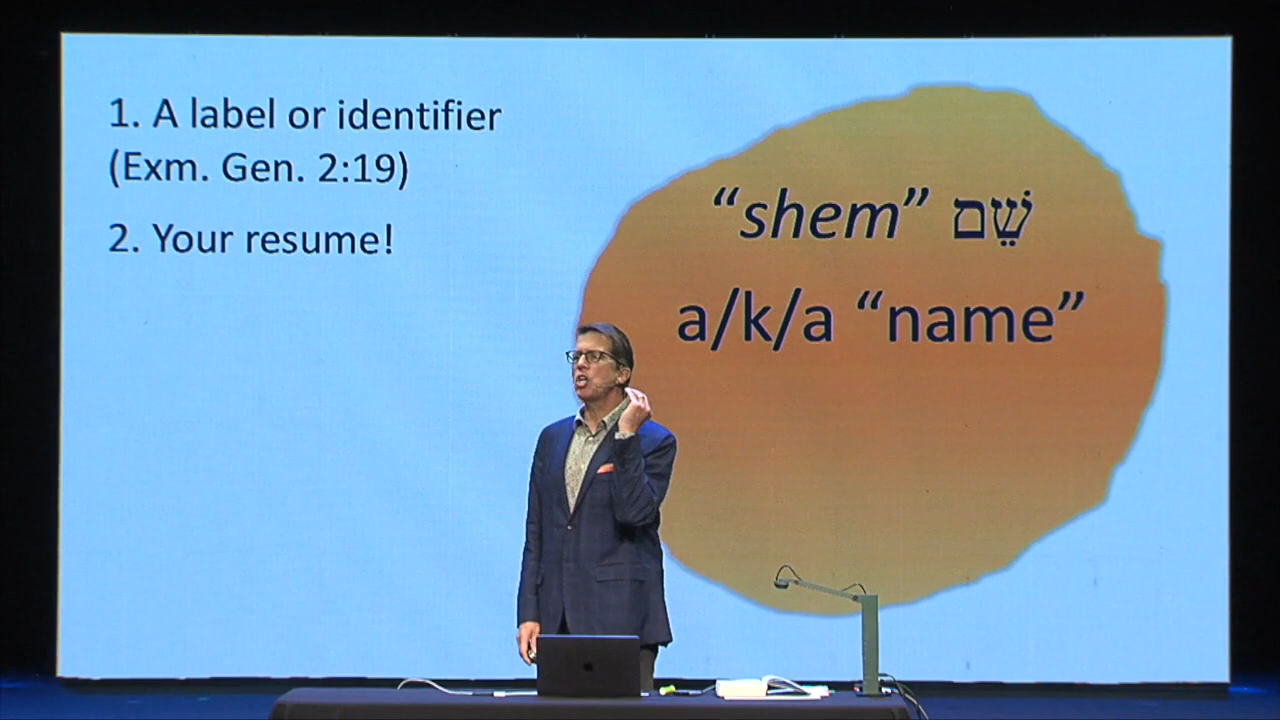 1. A label or identifier
(Exm. Gen. 2:19)
2. Your resume!
“shem” שֵׁם
a/k/a “name”